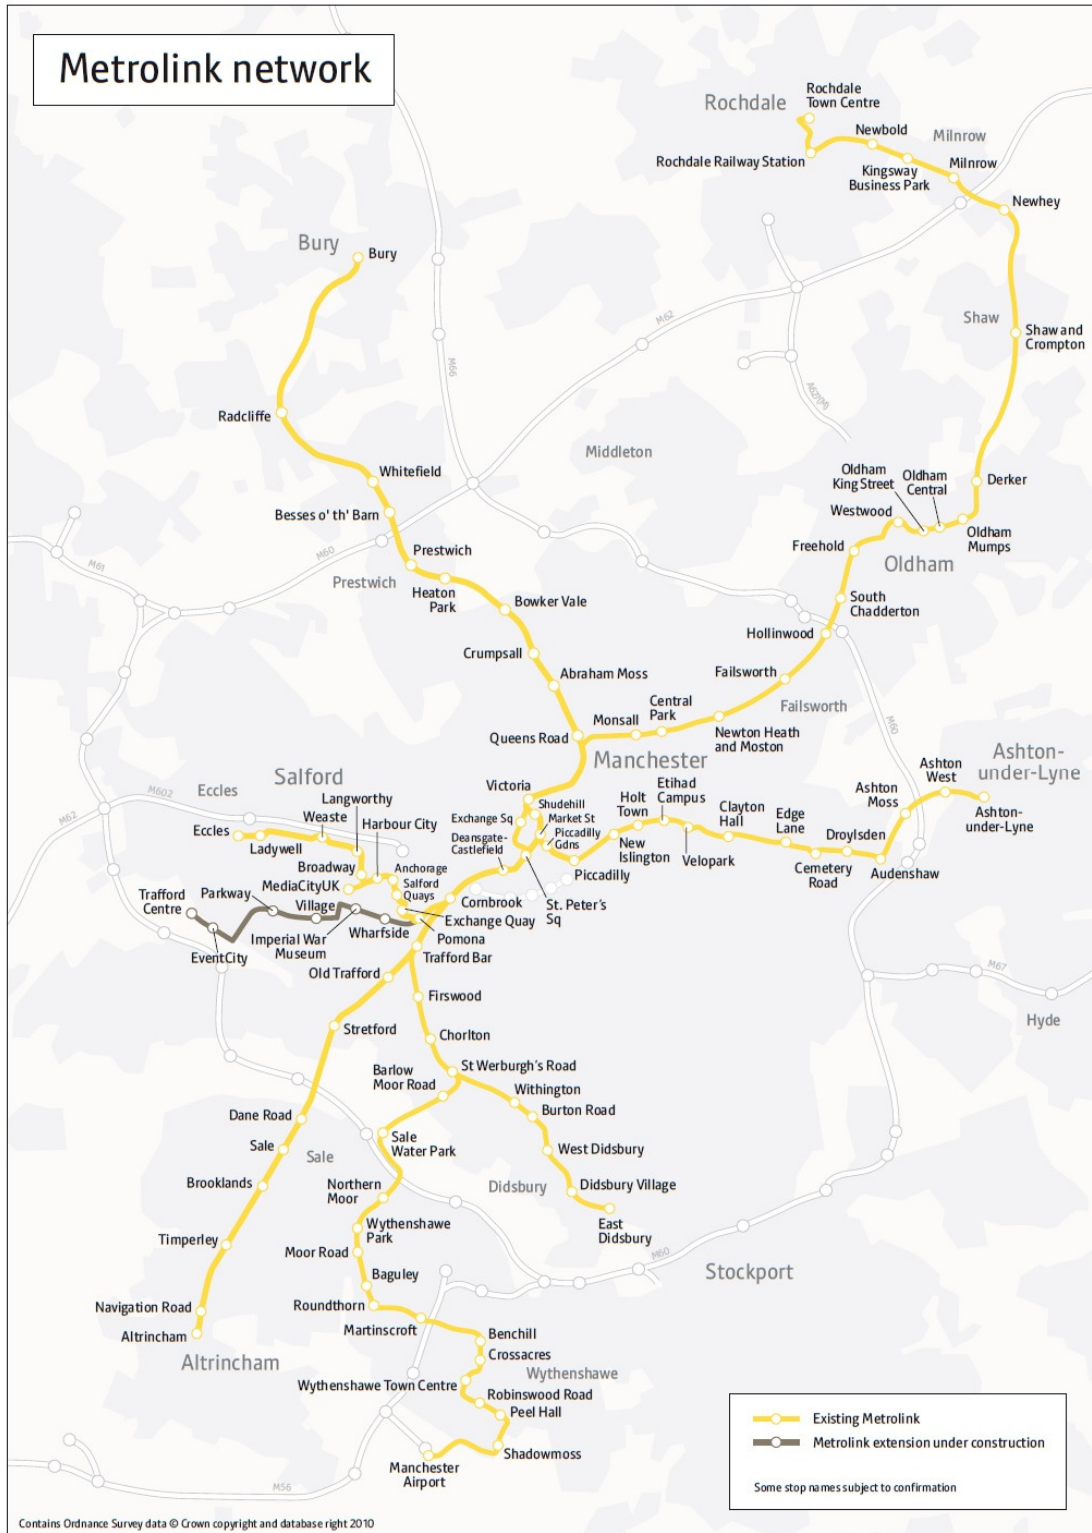 Metrolink network
Rochdale
Rochdale
Town Centre
Newbold
Milnrow
Rochdale Railway Station
Kingsway
Business Park
Milnrow
Newhey
Bury
Bury
M62
M66
Shaw
Shaw and
Crompton
A627(M)
Radcliffe
Middleton
Whitefield
Oldham
King Street
Oldham
Central
Derker
Besses o' th' Barn
Westwood
Oldham
Mumps
M60
M61
Prestwich
Prestwich
Heaton
Park
Freehold
Oldham
Bowker Vale
South
Chadderton
Crumpsall
Hollinwood
Abraham Moss
Failsworth
Failsworth
Monsall
Central
Park
Newton Heath
and Moston
M60
Queens Road
Manchester
Ashton-
under-Lyne
Ashton
West
Salford
Eccles
M602
M62
Langworthy
Weaste
Harbour City
Eccles
Ladywell
Broadway
MediaCityUK
Anchorage
Salford
Quays
Victoria
Shudehill
Exchange Sq
Market St
Deansgate-
Castlefield
Piccadilly
Gdns
Holt
Town
Etihad
Campus
New
Islington
Velopark
Clayton
Hall
Edge
Lane
Cemetery
Road
Droylsden
Ashton
Moss
Audenshaw
Ashton-
under-Lyne
Piccadilly
St. Peter's
Sq
Cornbrook
Exchange Quay
Pomona
Trafford
Centre
Parkway
Village
EventCity
Imperial War
Museum
Wharfside
Trafford Bar
Old Trafford
Firswood
M67
Hyde
Stretford
Chorlton
St Werburgh's Road
Barlow
Moor Road
Withington
Burton Road
Dane Road
Sale
Sale
Sale
Water Park
West Didsbury
Brooklands
Northern
Moor
Didsbury
Didsbury Village
East
Didsbury
Wythenshawe
Park
Timperley
Moor Road
M60
Stockport
Baguley
Navigation Road
Roundthorn
Altrincham
Martinscroft
Benchill
Altrincham
Crossacres
Wythenshawe
Wythenshawe Town Centre
Robinswood Road
Peel Hall
Shadowmoss
Manchester
Airport
M56
Existing Metrolink
Metrolink extension under construction
Some stop names subject to confirmation
Contains Ordnance Survey data © Crown copyright and database right 2010